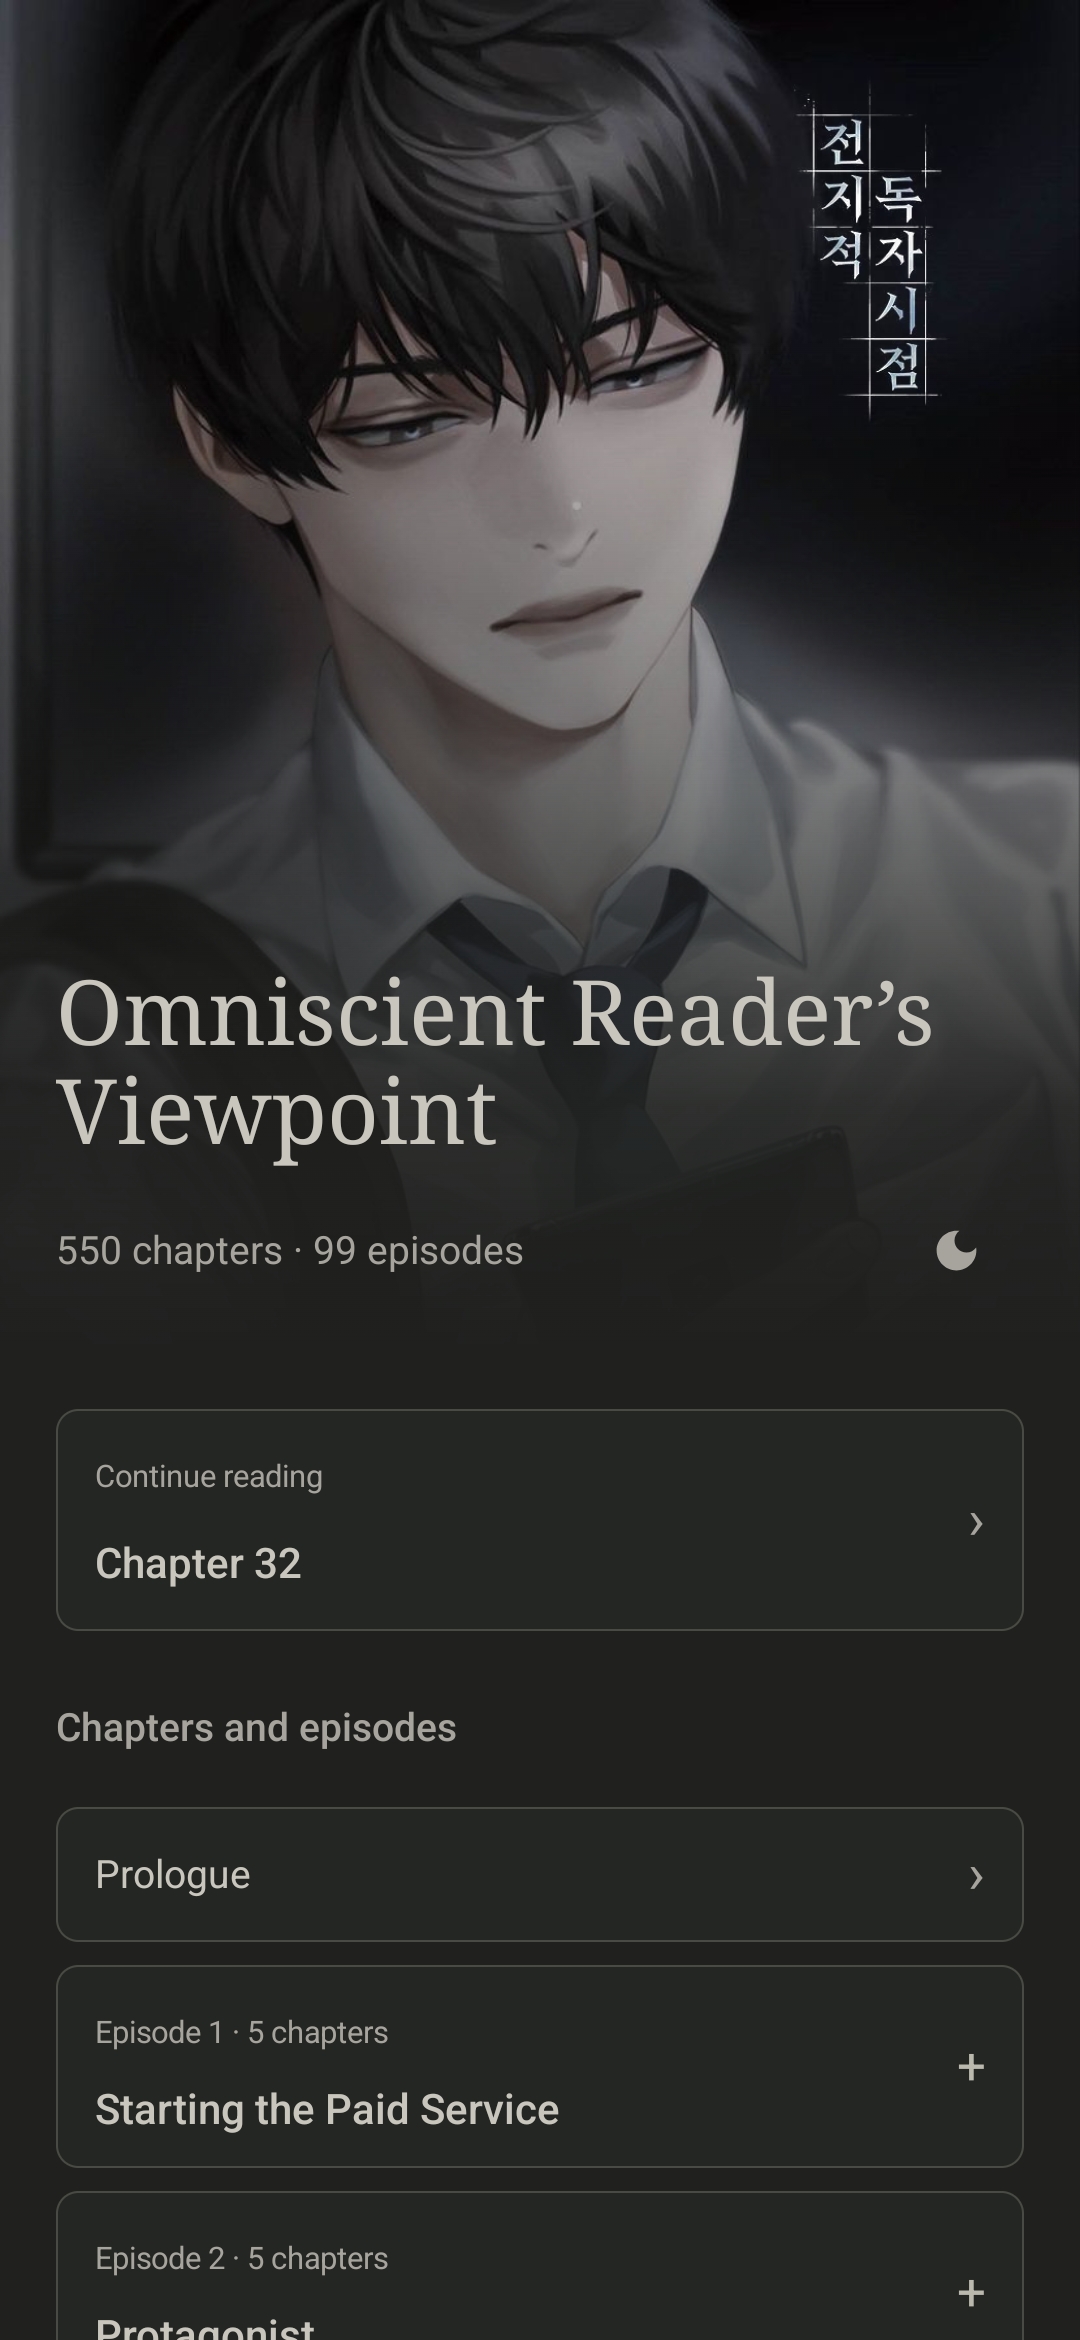 전지적
독자시점
Omniscient Reader’s
Viewpoint
550 chapters · 99 episodes
Continue reading
Chapter 32
›
Chapters and episodes
Prologue
›
Episode 1 · 5 chapters
Starting the Paid Service
+
Episode 2 · 5 chapters
Protagonist
+